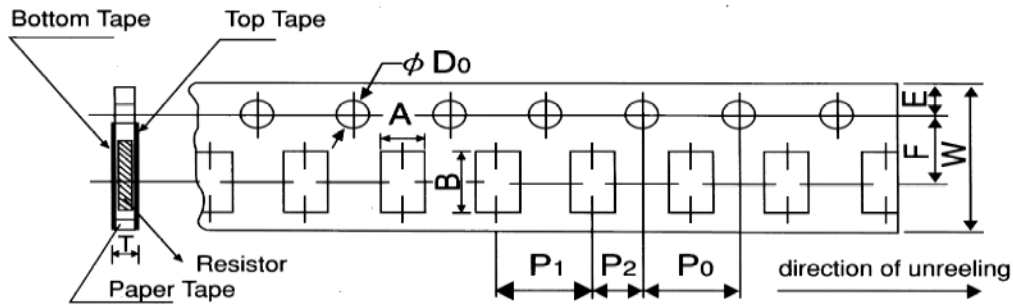 Bottom Tape
Top Tape
ϕ D0
A
B
E
F
W
T
Resistor
Paper Tape
P1
P2
P0
direction of unreeling